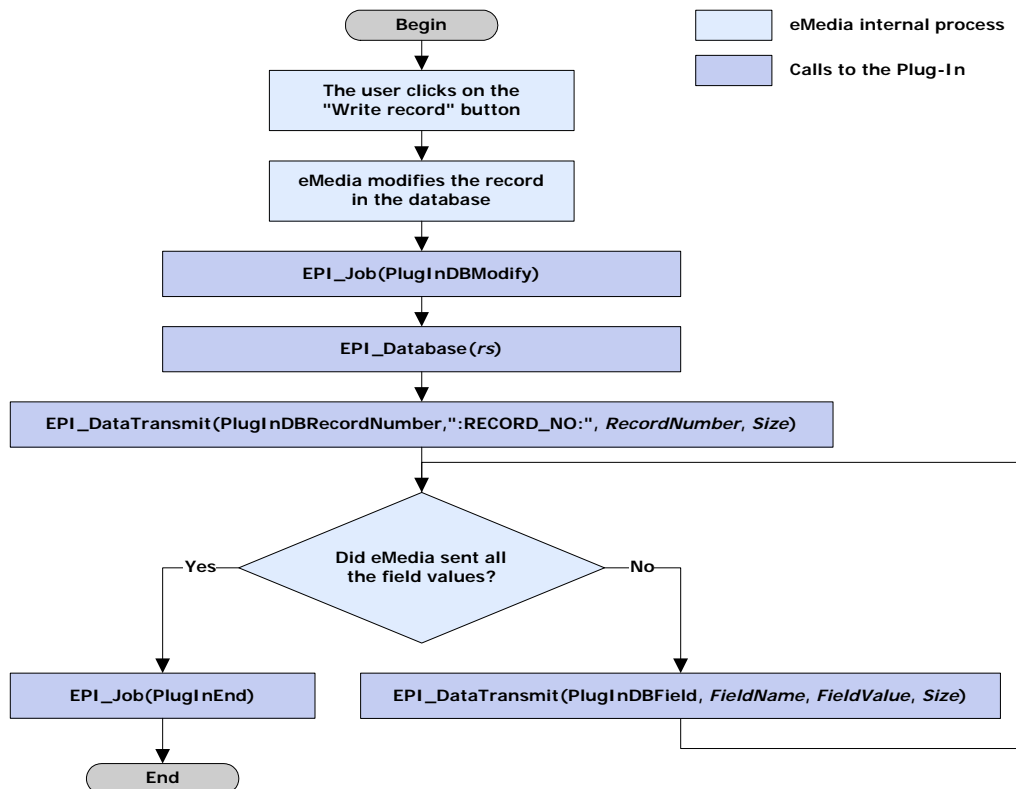 Begin
eMedia internal process
Calls to the Plug-In
The user clicks on the
"Write record" button
eMedia modifies the record
in the database
EPI_Job(PlugInDBModify)
EPI_Database(rs)
EPI_DataTransmit(PlugInDBRecordNumber,":RECORD_NO:", RecordNumber, Size)
Did eMedia sent all
the field values?
Yes
No
EPI_Job(PlugInEnd)
EPI_DataTransmit(PlugInDBField, FieldName, FieldValue, Size)
End